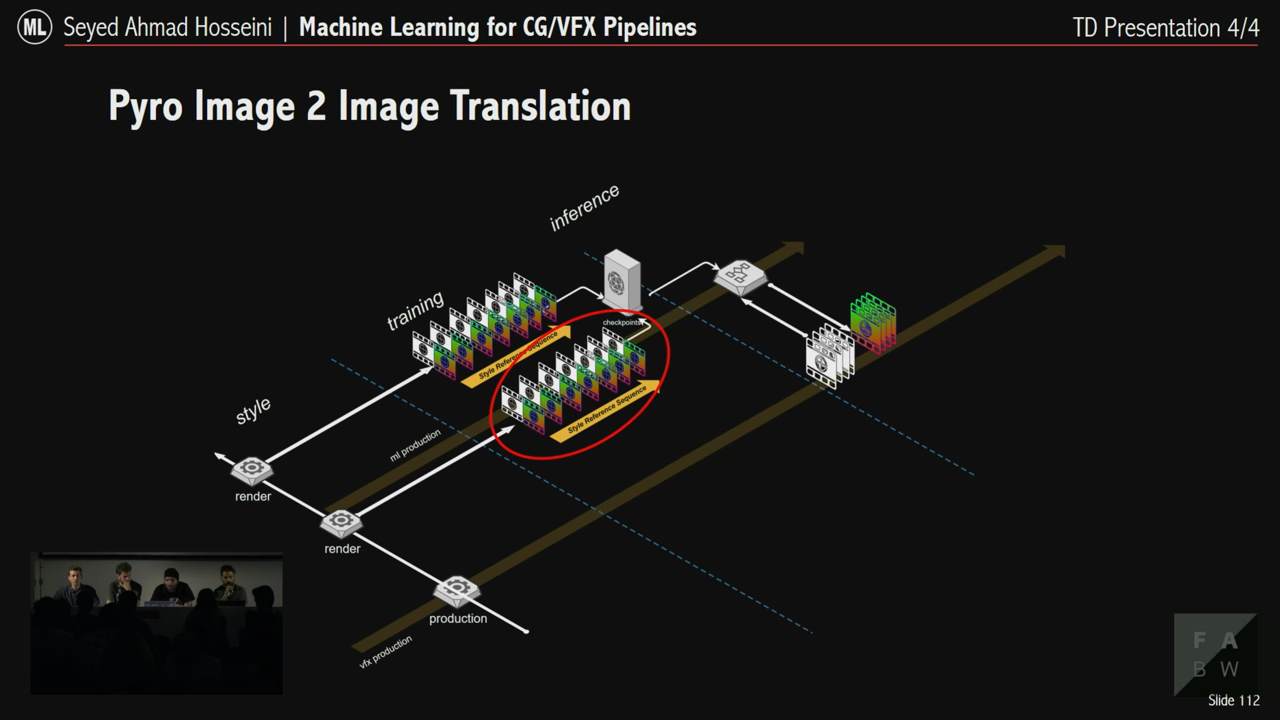 ML Seyed Ahmad Hosseini | Machine Learning for CG/VFX Pipelines
TD Presentation 4/4
Pyro Image 2 Image Translation
inference
training
checkpoints
Style Reference Sequence
Style Reference Sequence
style
ml production
render
render
production
vfx production
F A
B W
Slide 112